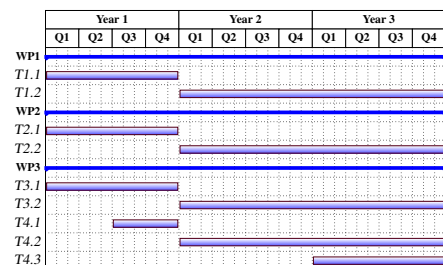 Year 1 Year 2 Year 3
Q1 Q2 Q3 Q4 Q1 Q2 Q3 Q4 Q1 Q2 Q3 Q4
WP1
T1.1
T1.2
WP2
T2.1
T2.2
WP3
T3.1
T3.2
T4.1
T4.2
T4.3